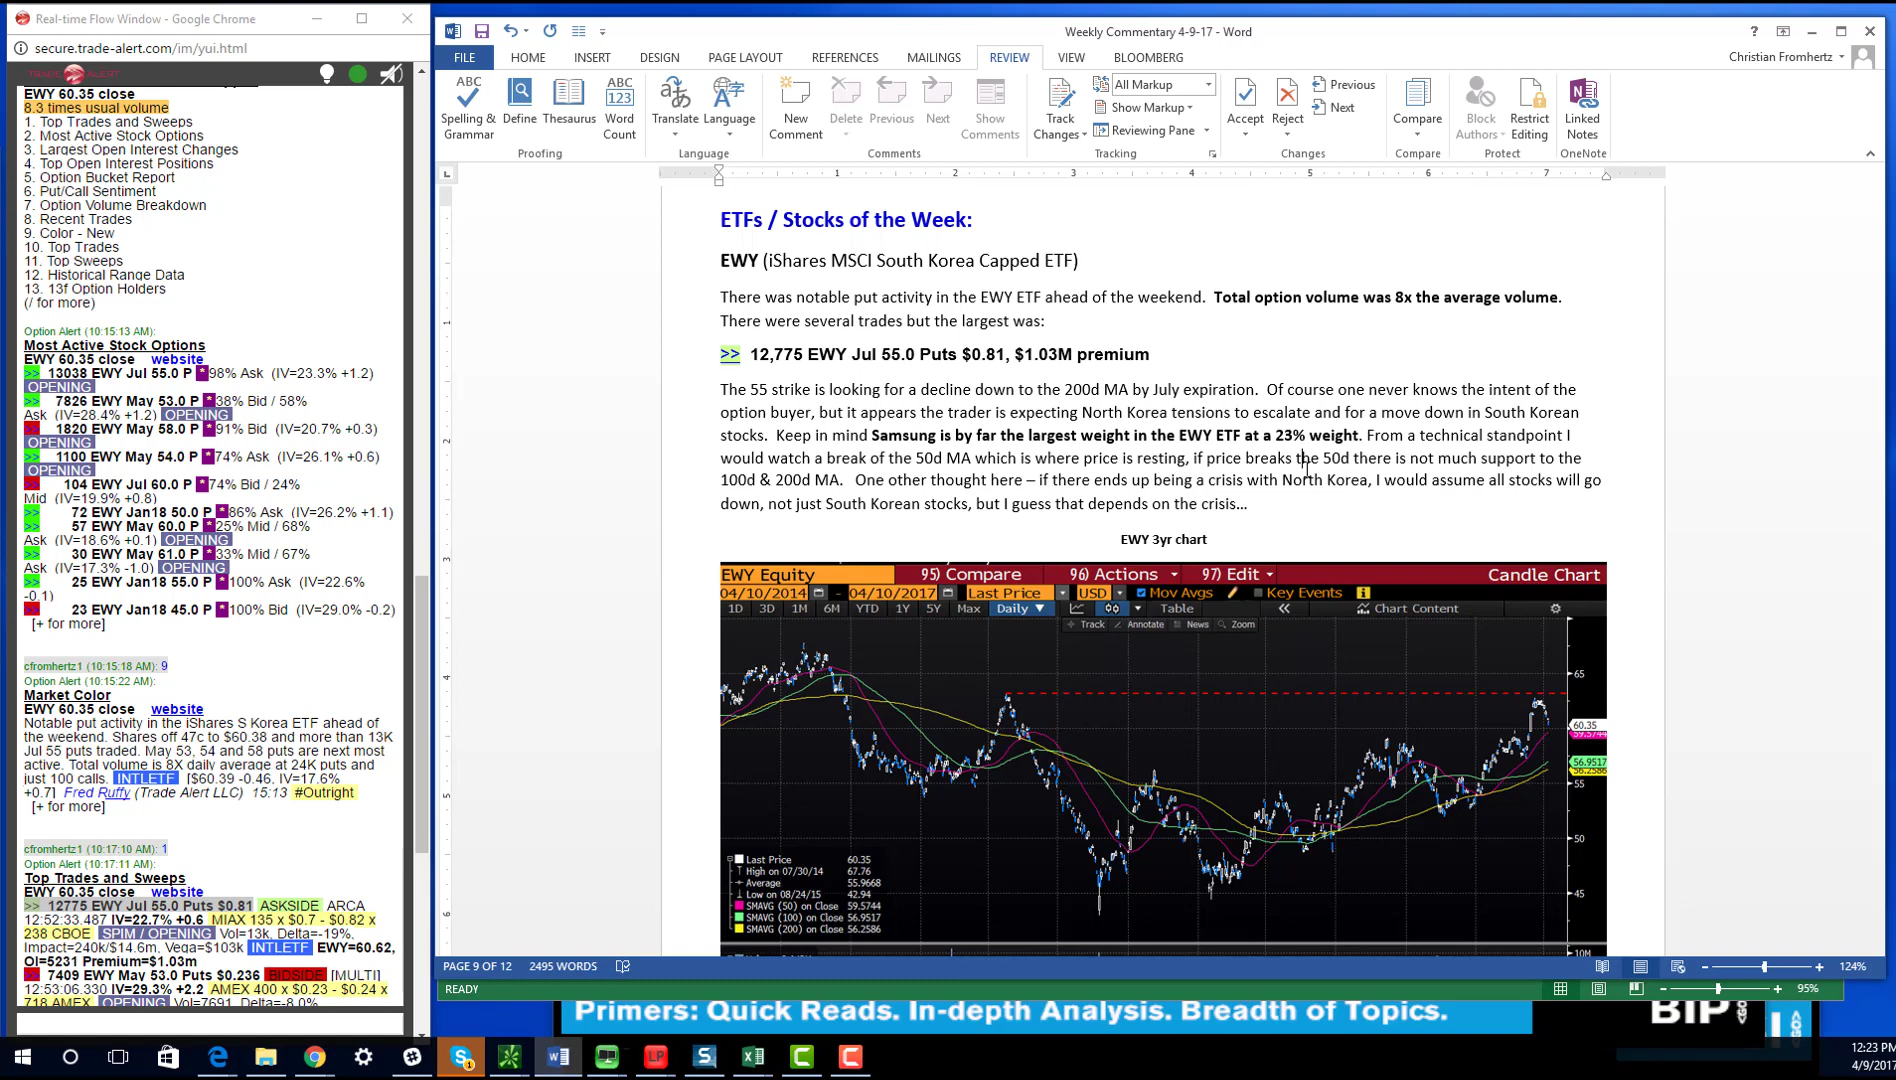 Real-time Flow Window - Google Chrome
secure.trade-alert.com/im/yui.html
TRADE ALERT
EWY 60.35 close
8.3 times usual volume
1. Top Trades and Sweeps
2. Most Active Stock Options
3. Largest Open Interest Changes
4. Top Open Interest Positions
5. Option Bucket Report
6. Put/Call Sentiment
7. Option Volume Breakdown
8. Recent Trades
9. Color - New
10. Top Trades
11. Top Sweeps
12. Historical Range Data
13. 13f Option Holders
(/ for more)
Option Alert (10:15:13 AM):
Most Active Stock Options
EWY 60.35 close website
>> 13038 EWY Jul 55.0 P * 98% Ask (IV=23.3% +1.2)
OPENING
>> 7826 EWY May 53.0 P * 38% Bid / 58%
Ask (IV=28.4% +1.2) OPENING
>> 1820 EWY May 58.0 P * 91% Bid (IV=20.7% +0.3)
OPENING
>> 1100 EWY May 54.0 P * 74% Ask (IV=26.1% +0.6)
OPENING
>> 104 EWY Jul 60.0 P * 74% Bid / 24%
Mid (IV=19.9% +0.8)
>> 72 EWY Jan18 50.0 P * 86% Ask (IV=26.2% +1.1)
>> 57 EWY May 60.0 P * 25% Mid / 68%
Ask (IV=18.6% +0.1) OPENING
>> 30 EWY May 61.0 P * 33% Mid / 67%
Ask (IV=17.3% -1.0) OPENING
>> 25 EWY Jan18 55.0 P * 100% Ask (IV=22.6%
-0.1)
>> 23 EWY Jan18 45.0 P * 100% Bid (IV=29.0% -0.2)
[+ for more]
cfromhertz1 (10:15:18 AM): 9
Option Alert (10:15:22 AM):
Market Color
EWY 60.35 close website
Notable put activity in the iShares S Korea ETF ahead of
the weekend. Shares off 47c to $60.38 and more than 13K
Jul 55 puts traded. May 53, 54 and 58 puts are next most
active. Total volume is 8X daily average at 24K puts and
just 100 calls. INTLETF [$60.39 -0.46, IV=17.6%
+0.7] Fred Ruffy (Trade Alert LLC) 15:13 #Outright
[+ for more]
cfromhertz1 (10:17:10 AM): 1
Option Alert (10:17:11 AM):
Top Trades and Sweeps
EWY 60.35 close website
>> 12775 EWY Jul 55.0 Puts $0.81 ASKSIDE ARCA
12:52:33.487 IV=22.7% +0.6 MIAX 135 x $0.7 - $0.82 x
238 CBOE SPIM / OPENING Vol=13k, Delta=-19%,
Impact=240k/$14.6m, Vega=$103k INTLETF EWY=60.62,
OI=5231 Premium=$1.03m
>> 7409 EWY May 53.0 Puts $0.236 BIDSIDE [MULTI]
12:53:06.330 IV=29.3% +2.2 AMEX 400 x $0.23 - $0.24 x
718 AMEX OPENING Vol=7691, Delta=-8.0%,
Weekly Commentary 4-9-17 - Word
FILE HOME INSERT DESIGN PAGE LAYOUT REFERENCES MAILINGS REVIEW VIEW BLOOMBERG
Christian Fromhertz
ABC Spelling & Grammar
Define
Thesaurus
ABC 123 Word Count
Translate
Language
New Comment
Delete
Previous
Next
Show Comments
Track Changes
All Markup
Show Markup
Reviewing Pane
Accept
Reject
Previous
Next
Compare
Block Authors
Restrict Editing
Linked Notes
Proofing Language Comments Tracking Changes Compare Protect OneNote
1 2 3 4 5 6 7
1
2
3
4
5
6
ETFs / Stocks of the Week:
EWY (iShares MSCI South Korea Capped ETF)
There was notable put activity in the EWY ETF ahead of the weekend. Total option volume was 8x the average volume.
There were several trades but the largest was:
>> 12,775 EWY Jul 55.0 Puts $0.81, $1.03M premium
The 55 strike is looking for a decline down to the 200d MA by July expiration. Of course one never knows the intent of the
option buyer, but it appears the trader is expecting North Korea tensions to escalate and for a move down in South Korean
stocks. Keep in mind Samsung is by far the largest weight in the EWY ETF at a 23% weight. From a technical standpoint I
would watch a break of the 50d MA which is where price is resting, if price breaks the 50d there is not much support to the
100d & 200d MA. One other thought here – if there ends up being a crisis with North Korea, I would assume all stocks will go
down, not just South Korean stocks, but I guess that depends on the crisis…
EWY 3yr chart
EWY Equity 95) Compare 96) Actions 97) Edit Candle Chart
04/10/2014 - 04/10/2017 Last Price USD Mov Avgs Key Events
1D 3D 1M 6M YTD 1Y 5Y Max Daily ▼ Table « Chart Content
Track Annotate News Zoom
65
60.35
59.5744
56.9517
56.2586
55
50
45
10M
Last Price 60.35
High on 07/30/14 67.76
Average 55.9668
Low on 08/24/15 42.94
SMAVG (50) on Close 59.5744
SMAVG (100) on Close 56.9517
SMAVG (200) on Close 56.2586
PAGE 9 OF 12 2495 WORDS
124%
READY
95%
Primers: Quick Reads. In-depth Analysis. Breadth of Topics.
BIP
12:23 PM
4/9/2017